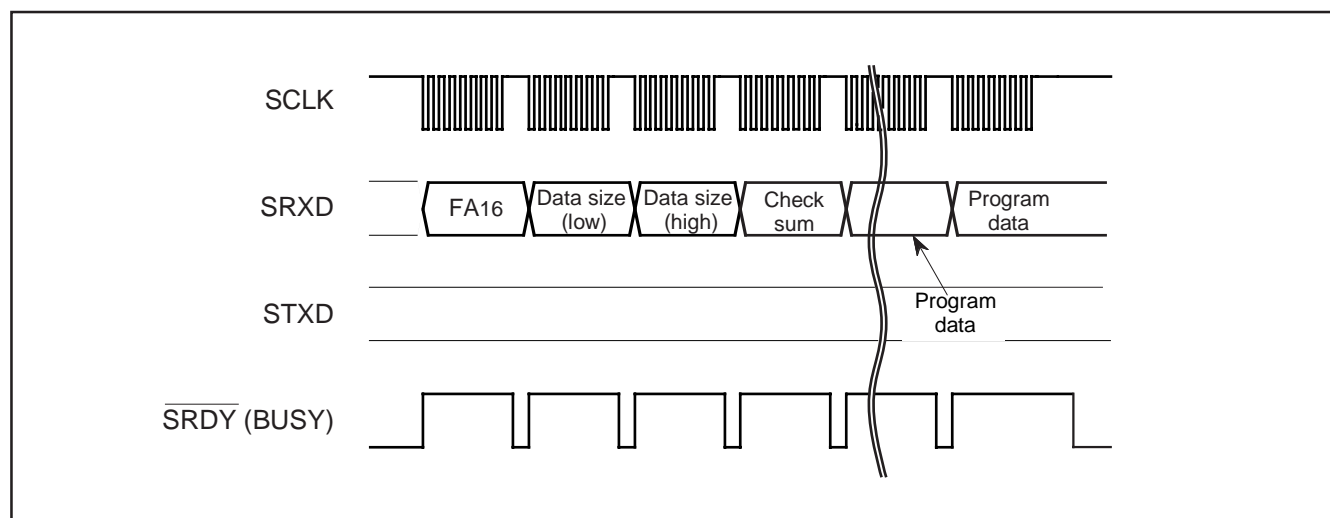 SCLK
SRXD
FA16
Data size
(low)
Data size
(high)
Check
sum
Program
data
Program
data
STXD
SRDY (BUSY)